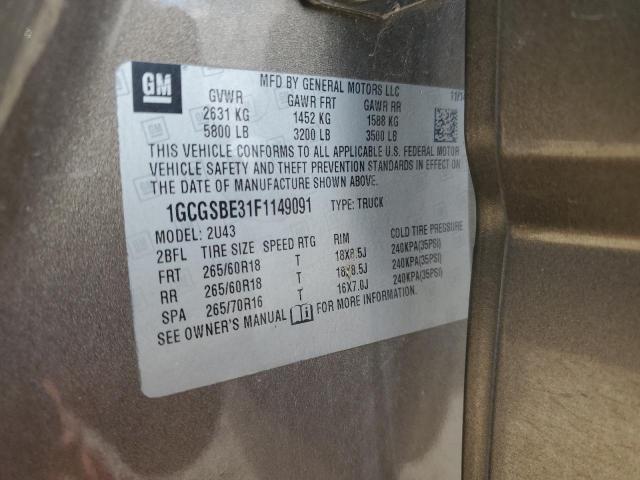 GM
MFD BY GENERAL MOTORS LLC
GVWR GAWR FRT GAWR RR
2631 KG 1452 KG 1588 KG
5800 LB 3200 LB 3500 LB
THIS VEHICLE CONFORMS TO ALL APPLICABLE U.S. FEDERAL MOTOR
VEHICLE SAFETY AND THEFT PREVENTION STANDARDS IN EFFECT ON
THE DATE OF MANUFACTURE SHOWN ABOVE.
1GCGSBE31F1149091 TYPE: TRUCK
MODEL: 2U43
2BFL TIRE SIZE SPEED RTG RIM COLD TIRE PRESSURE
FRT 265/60R18 T 18X8.5J 240KPA(35PSI)
RR 265/60R18 T 18X8.5J 240KPA(35PSI)
SPA 265/70R16 T 16X7.0J 240KPA(35PSI)
SEE OWNER'S MANUAL FOR MORE INFORMATION.